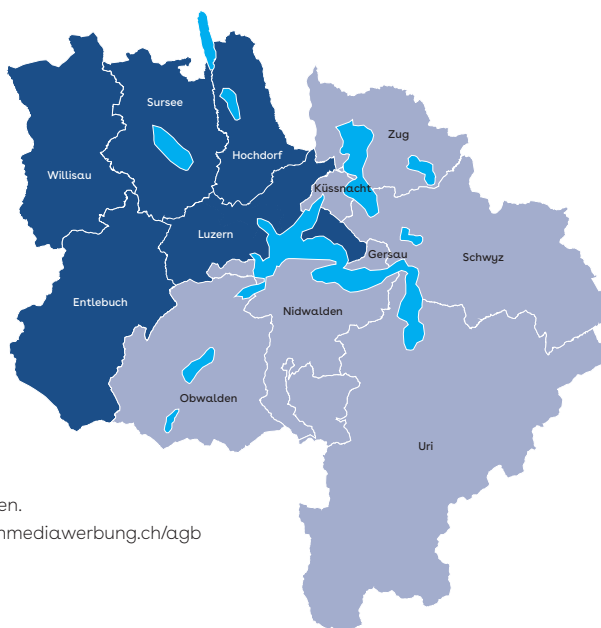 Sursee
Zug
Hochdorf
Willisau
Küssnacht
Luzern
Gersau
Schwyz
Entlebuch
Nidwalden
Obwalden
Uri
en.
mediawerbung.ch/agb